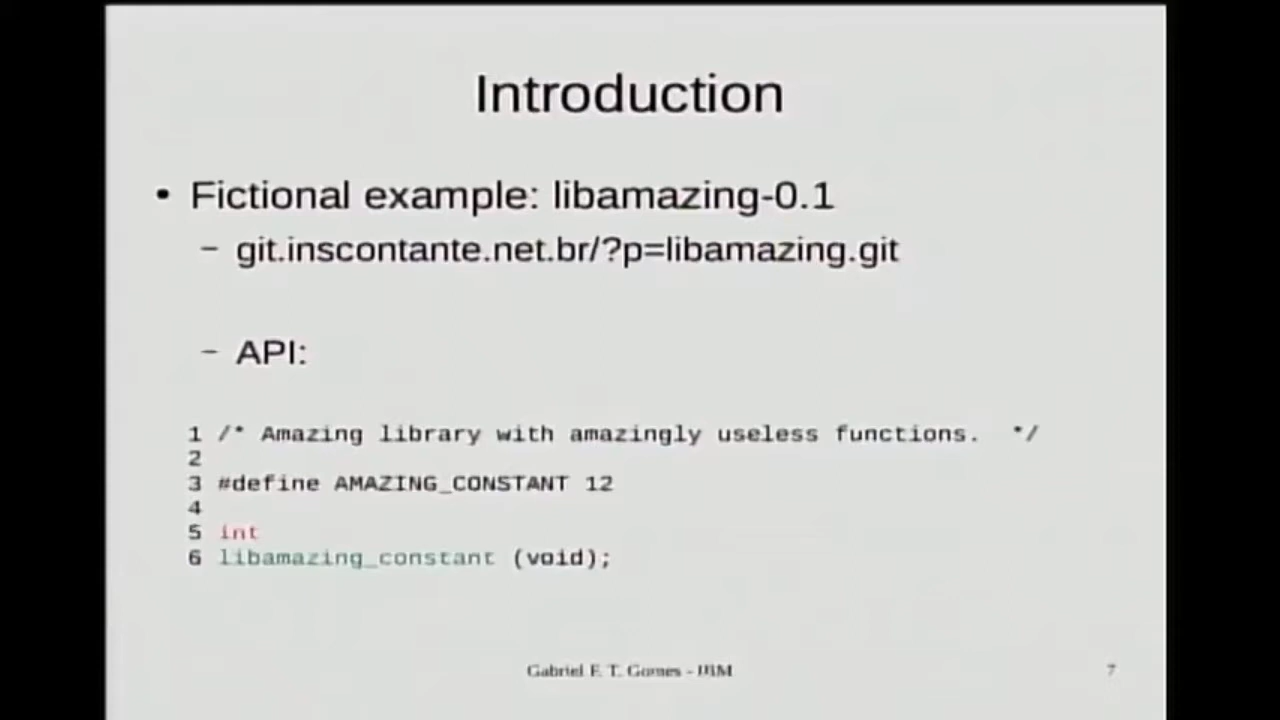 Introduction
• Fictional example: libamazing-0.1
– git.inscontante.net.br/?p=libamazing.git
– API:
1 /* Amazing library with amazingly useless functions.  */
2
3 #define AMAZING_CONSTANT 12
4
5 int
6 libamazing_constant (void);
Gabriel F. T. Gomes - IBM
7